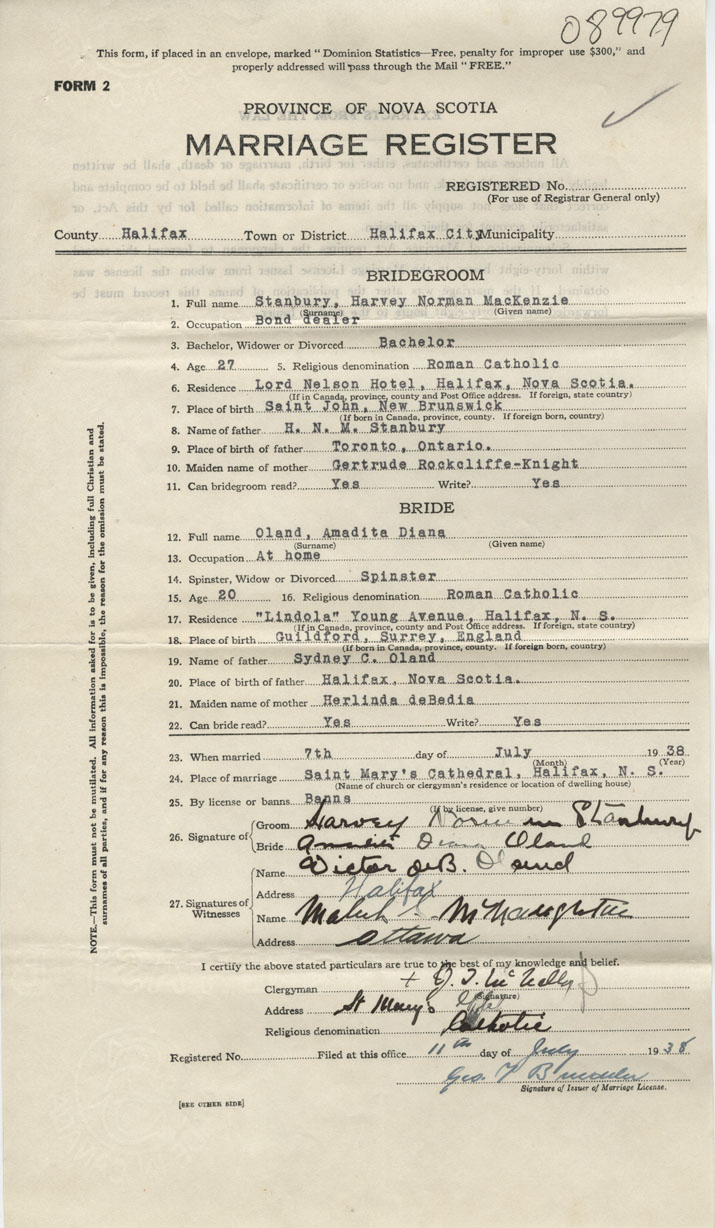 089979
This form, if placed in an envelope, marked "Dominion Statistics—Free, penalty for improper use $300," and
properly addressed will pass through the Mail "FREE."
FORM 2
PROVINCE OF NOVA SCOTIA
MARRIAGE REGISTER
REGISTERED No.
(For use of Registrar General only)
County Halifax Town or District Halifax City Municipality
BRIDEGROOM
1. Full name Stanbury, Harvey Norman MacKenzie
(Surname) (Given name)
2. Occupation Bond dealer
3. Bachelor, Widower or Divorced Bachelor
4. Age 27 5. Religious denomination Roman Catholic
6. Residence Lord Nelson Hotel, Halifax, Nova Scotia.
(If in Canada, province, county and Post Office address. If foreign, state country)
7. Place of birth Saint John, New Brunswick
(If born in Canada, province, county. If foreign born, country)
8. Name of father H. N. M. Stanbury
9. Place of birth of father Toronto, Ontario.
10. Maiden name of mother Gertrude Rockcliffe-Knight
11. Can bridegroom read? Yes Write? Yes
BRIDE
12. Full name Oland, Amadita Diana
(Surname) (Given name)
13. Occupation At home
14. Spinster, Widow or Divorced Spinster
15. Age 20 16. Religious denomination Roman Catholic
17. Residence "Lindola" Young Avenue, Halifax, N. S.
(If in Canada, province, county and Post Office address. If foreign, state country)
18. Place of birth Guildford, Surrey, England
(If born in Canada, province, county. If foreign born, country)
19. Name of father Sydney C. Oland
20. Place of birth of father Halifax, Nova Scotia.
21. Maiden name of mother Herlinda deBedia
22. Can bride read? Yes Write? Yes
23. When married 7th day of July 1938
(Month) (Year)
24. Place of marriage Saint Mary's Cathedral, Halifax, N. S.
(Name of church or clergyman's residence or location of dwelling house)
25. By license or banns Banns
(If by license, give number)
26. Signature of
Groom Harvey Norman Stanbury
Bride Diana Oland
27. Signatures of Witnesses
Name Victor deB. Oland
Address Halifax
Name McNaughton
Address Ottawa
I certify the above stated particulars are true to the best of my knowledge and belief.
Clergyman + J. T. McNally
(Signature)
Address St Mary's
Religious denomination Catholic
Registered No. Filed at this office 11th day of July 1938
Geo. F
Signature of Issuer of Marriage License.
[SEE OTHER SIDE]
NOTE.—This form must not be mutilated. All information asked for is to be given, including full Christian and
surnames of all parties, and if for any reason this is impossible, the reason for the omission must be stated.